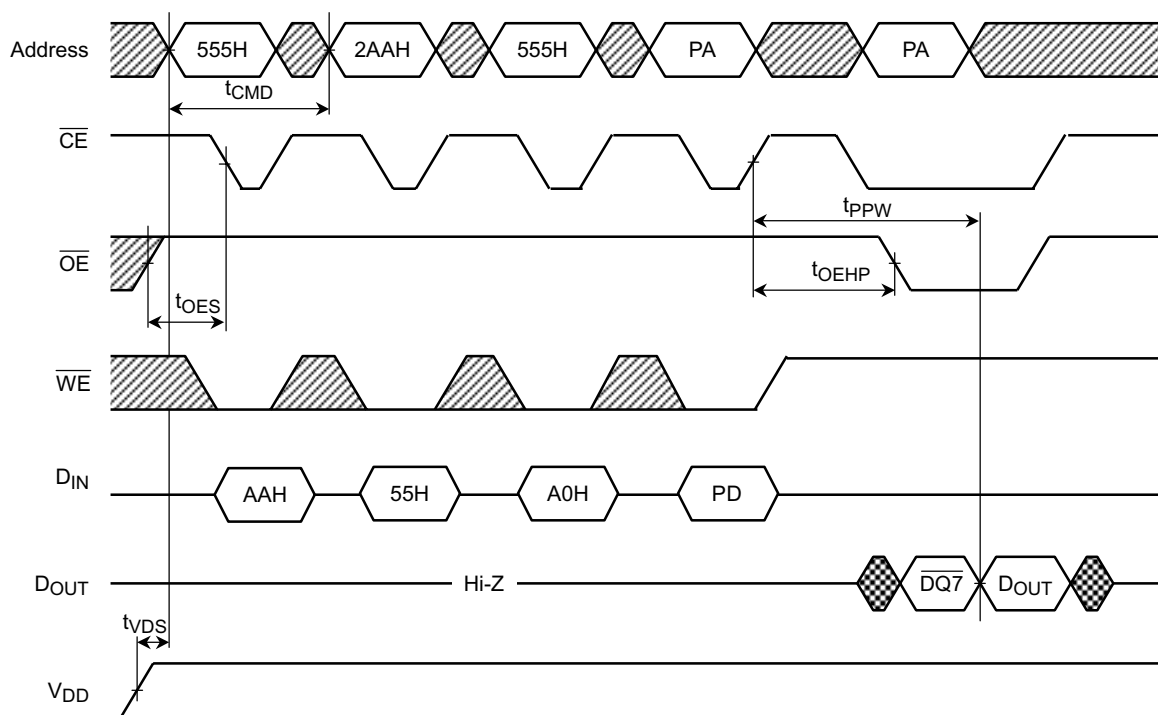 Address 555H 2AAH 555H PA PA
tCMD
CE
tPPW
OE
tOEHP
tOES
WE
DIN AAH 55H A0H PD
DOUT Hi-Z DQ7 DOUT
tVDS
VDD